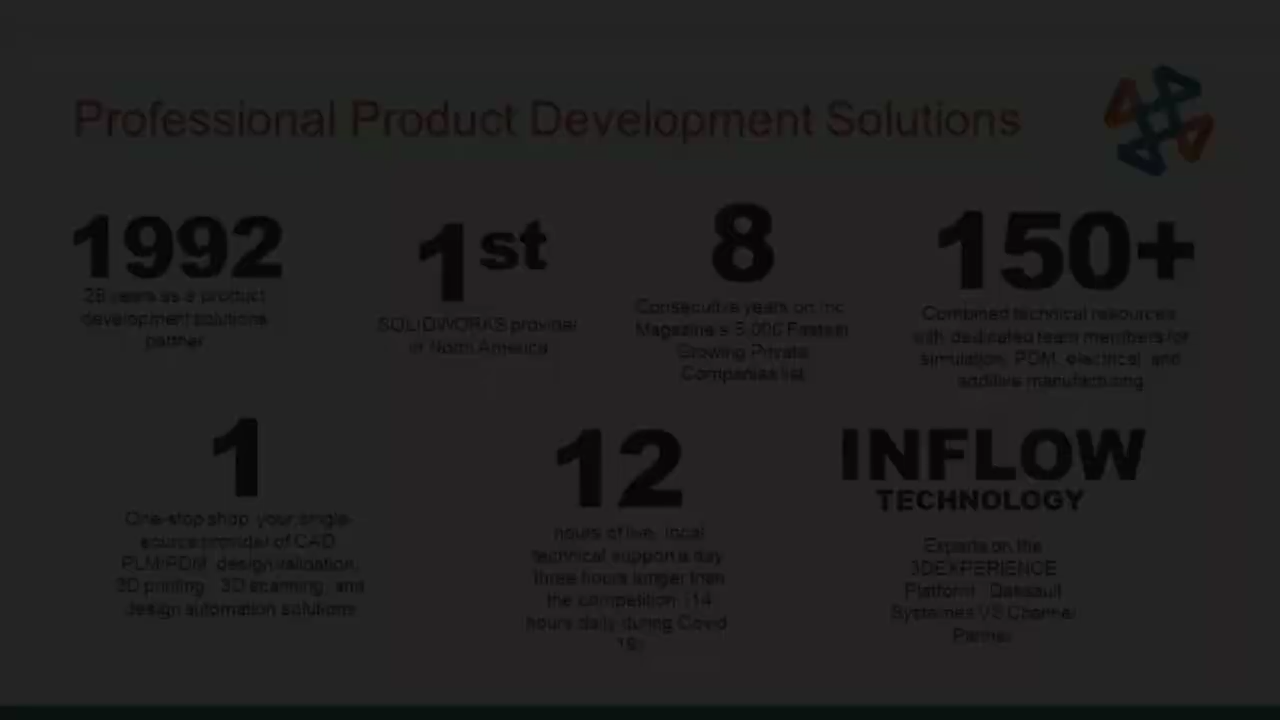 Professional Product Development Solutions
1992
28 years as a product
development solutions
partner
1st
SOLIDWORKS provider
in North America
8
Consecutive years on Inc.
Magazine's 5,000 Fastest
Growing Private
Companies list
150+
Combined technical resources
with dedicated team members for
simulation, PDM, electrical, and
additive manufacturing
1
One-stop shop, your single-
source provider of CAD,
PLM/PDM, design validation,
3D printing, 3D scanning, and
design automation solutions
12
hours of live, local
technical support a day,
three hours longer than
the competition. (14
hours daily during Covid
19)
INFLOW
TECHNOLOGY
Experts on the
3DEXPERIENCE
Platform, Dassault
Systemes VS Channel
Partner